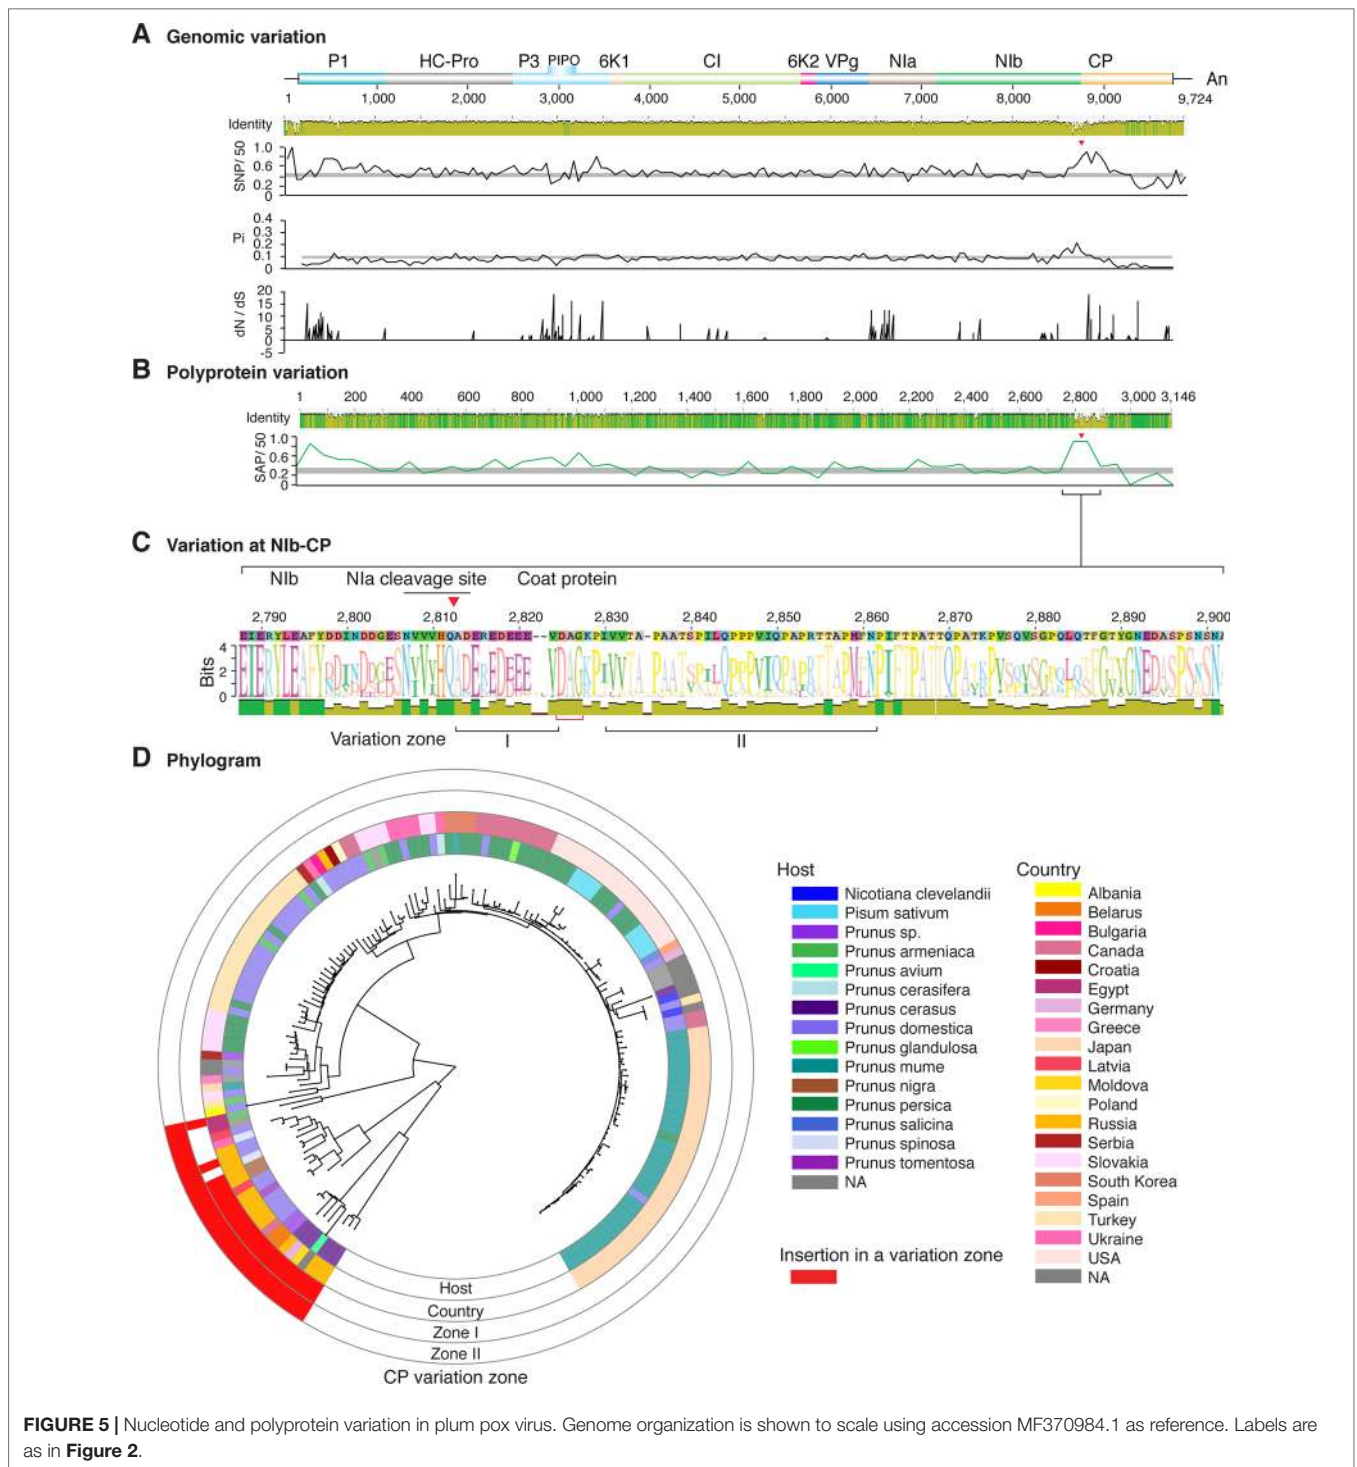 A Genomic variation
P1 HC-Pro P3 PIPO 6K1 CI 6K2 VPg NIa NIb CP
An
1 1,000 2,000 3,000 4,000 5,000 6,000 7,000 8,000 9,000 9,724
Identity
SNP/ 50
1.0
0.6
0.2
0
Pi
0.4
0.3
0.2
0.1
0
dN / dS
20
15
10
5
0
-5
B Polyprotein variation
1 200 400 600 800 1,000 1,200 1,400 1,600 1,800 2,000 2,200 2,400 2,600 2,800 3,000 3,146
Identity
SAP/ 50
1.0
0.6
0.2
0
C Variation at NIb-CP
NIb NIa cleavage site Coat protein
2,790 2,800 2,810 2,820 2,830 2,840 2,850 2,860 2,870 2,880 2,890 2,900
EIERYLEAFYDDINDDGESNVVVHQADEREDEEE--VDAGKPIVVTA-PAATSPILQPPPVIQPAPRTTAPMFNPIFTPATTQPATKPVSQVSGPQLQTFGTYGNEDASPSNSN
Bits
4
2
0
Variation zone I II
D Phylogram
Host
Nicotiana clevelandii
Pisum sativum
Prunus sp.
Prunus armeniaca
Prunus avium
Prunus cerasifera
Prunus cerasus
Prunus domestica
Prunus glandulosa
Prunus mume
Prunus nigra
Prunus persica
Prunus salicina
Prunus spinosa
Prunus tomentosa
NA
Insertion in a variation zone
Country
Albania
Belarus
Bulgaria
Canada
Croatia
Egypt
Germany
Greece
Japan
Latvia
Moldova
Poland
Russia
Serbia
Slovakia
South Korea
Spain
Turkey
Ukraine
USA
NA
Host
Country
Zone I
Zone II
CP variation zone
FIGURE 5 | Nucleotide and polyprotein variation in plum pox virus. Genome organization is shown to scale using accession MF370984.1 as reference. Labels are
as in Figure 2.